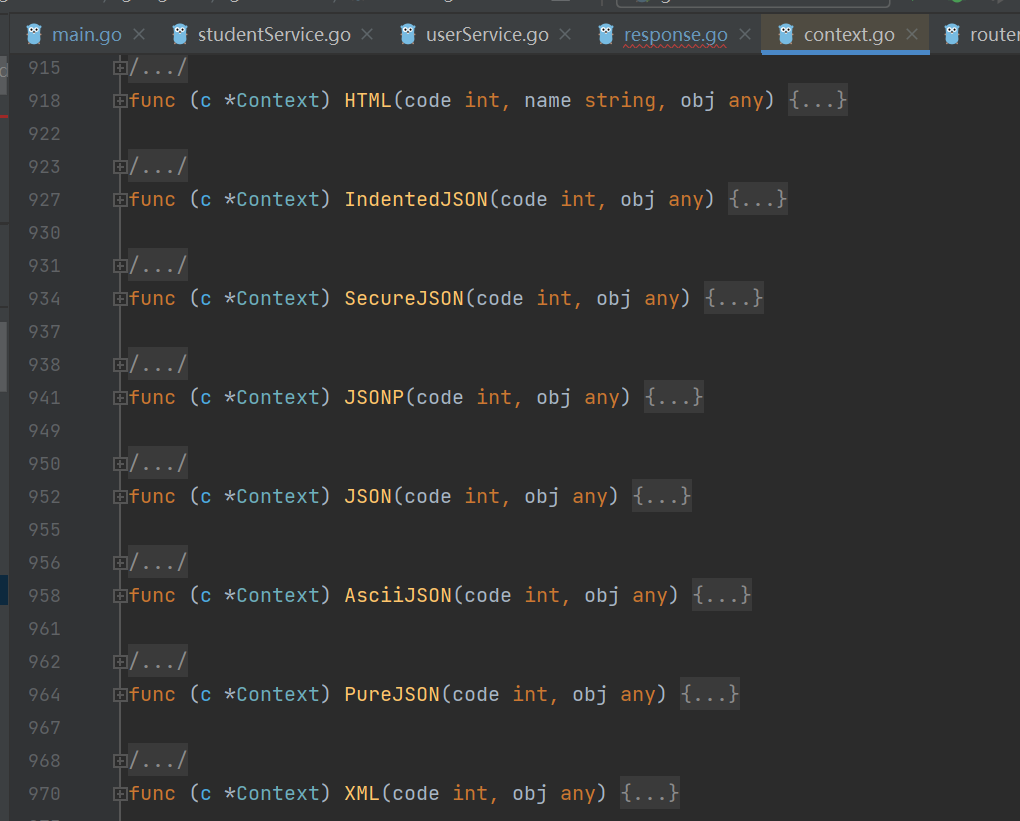 main.go studentService.go userService.go response.go context.go router
915 /.../
918 func (c *Context) HTML(code int, name string, obj any) {...}
922
923 /.../
927 func (c *Context) IndentedJSON(code int, obj any) {...}
930
931 /.../
934 func (c *Context) SecureJSON(code int, obj any) {...}
937
938 /.../
941 func (c *Context) JSONP(code int, obj any) {...}
949
950 /.../
952 func (c *Context) JSON(code int, obj any) {...}
955
956 /.../
958 func (c *Context) AsciiJSON(code int, obj any) {...}
961
962 /.../
964 func (c *Context) PureJSON(code int, obj any) {...}
967
968 /.../
970 func (c *Context) XML(code int, obj any) {...}